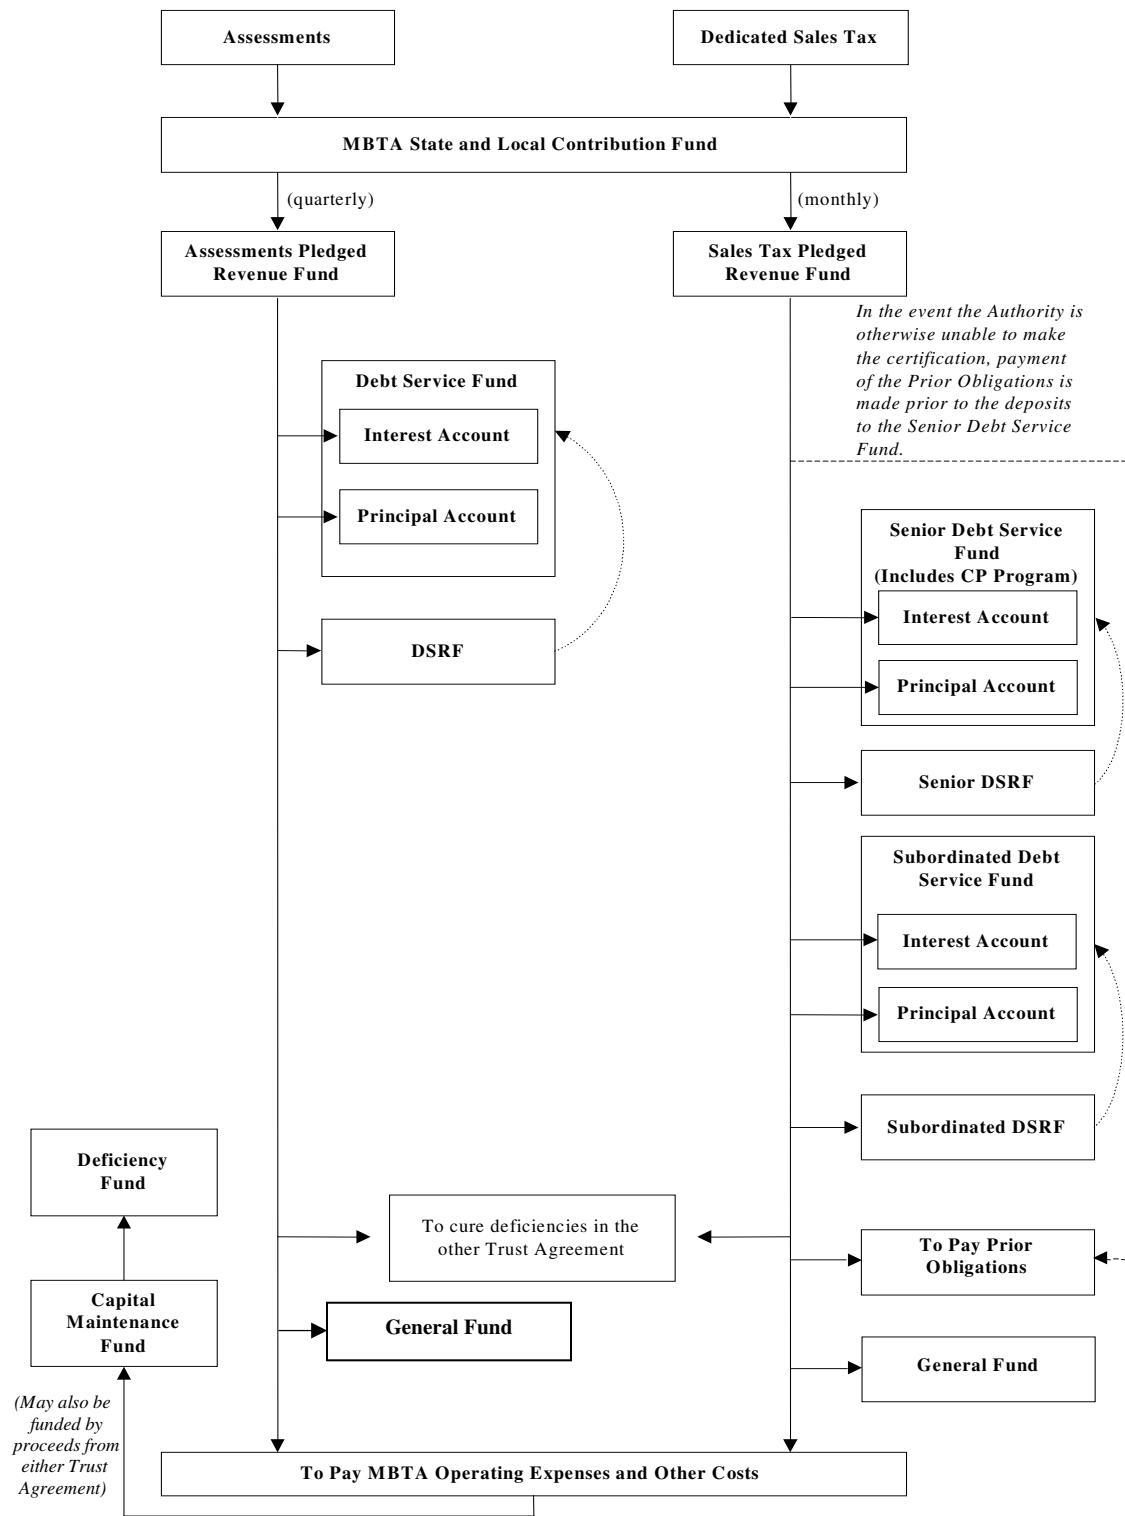 Assessments
Dedicated Sales Tax
MBTA State and Local Contribution Fund
(quarterly)
(monthly)
Assessments Pledged
Revenue Fund
Sales Tax Pledged
Revenue Fund
In the event the Authority is
otherwise unable to make
the certification, payment
of the Prior Obligations is
made prior to the deposits
to the Senior Debt Service
Fund.
Debt Service Fund
Interest Account
Principal Account
DSRF
Senior Debt Service
Fund
(Includes CP Program)
Interest Account
Principal Account
Senior DSRF
Subordinated Debt
Service Fund
Interest Account
Principal Account
Subordinated DSRF
Deficiency
Fund
To cure deficiencies in the
other Trust Agreement
To Pay Prior
Obligations
Capital
Maintenance
Fund
General Fund
General Fund
(May also be
funded by
proceeds from
either Trust
Agreement)
To Pay MBTA Operating Expenses and Other Costs